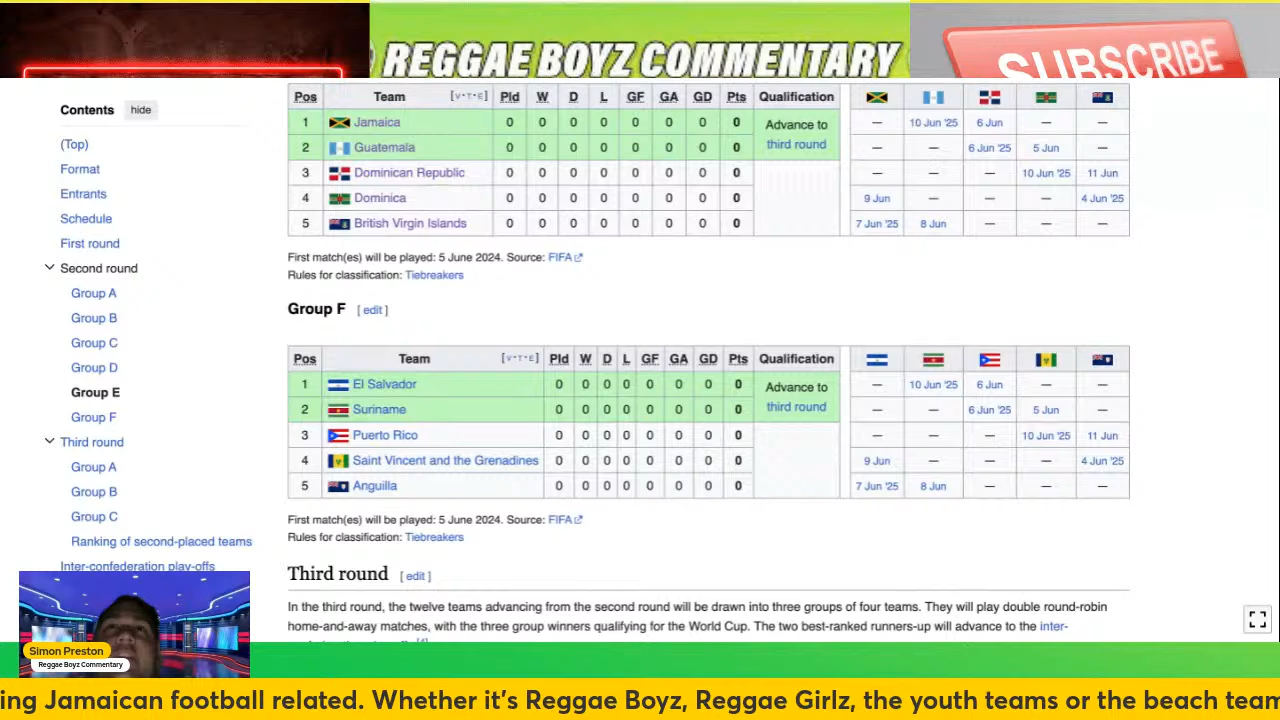 REGGAE BOYZ COMMENTARY
SUBSCRIBE
Contents hide
(Top)
Format
Entrants
Schedule
First round
Second round
Group A
Group B
Group C
Group D
Group E
Group F
Third round
Group A
Group B
Group C
Ranking of second-placed teams
Inter-confederation play-offs
Pos Team [V·T·E] Pld W D L GF GA GD Pts Qualification
1 Jamaica 0 0 0 0 0 0 0 0 Advance to third round — 10 Jun '25 6 Jun — —
2 Guatemala 0 0 0 0 0 0 0 0 — — 6 Jun '25 5 Jun —
3 Dominican Republic 0 0 0 0 0 0 0 0 — — — 10 Jun '25 11 Jun
4 Dominica 0 0 0 0 0 0 0 0 9 Jun — — — 4 Jun '25
5 British Virgin Islands 0 0 0 0 0 0 0 0 7 Jun '25 8 Jun — — —
First match(es) will be played: 5 June 2024. Source: FIFA
Rules for classification: Tiebreakers
Group F [ edit ]
Pos Team [V·T·E] Pld W D L GF GA GD Pts Qualification
1 El Salvador 0 0 0 0 0 0 0 0 Advance to third round — 10 Jun '25 6 Jun — —
2 Suriname 0 0 0 0 0 0 0 0 — — 6 Jun '25 5 Jun —
3 Puerto Rico 0 0 0 0 0 0 0 0 — — — 10 Jun '25 11 Jun
4 Saint Vincent and the Grenadines 0 0 0 0 0 0 0 0 9 Jun — — — 4 Jun '25
5 Anguilla 0 0 0 0 0 0 0 0 7 Jun '25 8 Jun — — —
First match(es) will be played: 5 June 2024. Source: FIFA
Rules for classification: Tiebreakers
Third round [ edit ]
In the third round, the twelve teams advancing from the second round will be drawn into three groups of four teams. They will play double round-robin
home-and-away matches, with the three group winners qualifying for the World Cup. The two best-ranked runners-up will advance to the inter-
Simon Preston
Reggae Boyz Commentary
ing Jamaican football related. Whether it's Reggae Boyz, Reggae Girlz, the youth teams or the beach team